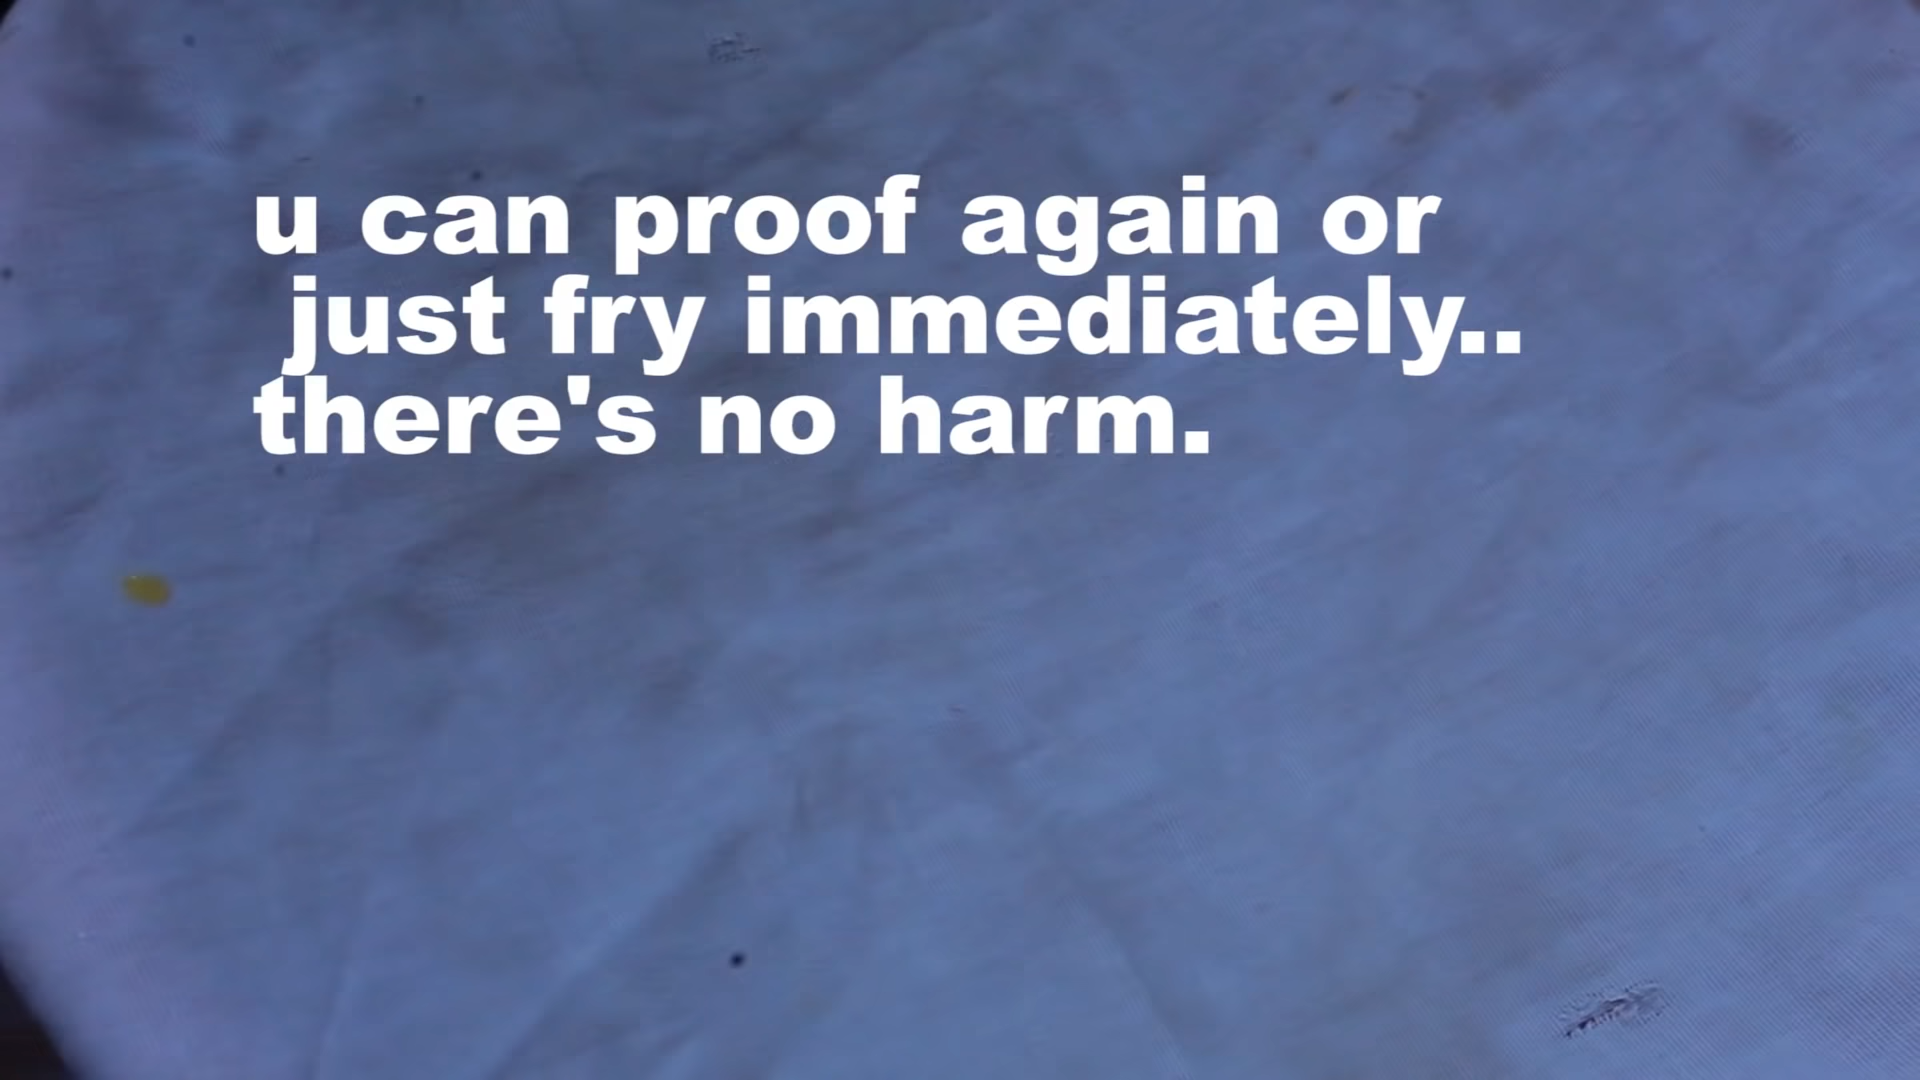 u can proof again or
just fry immediately..
there's no harm.